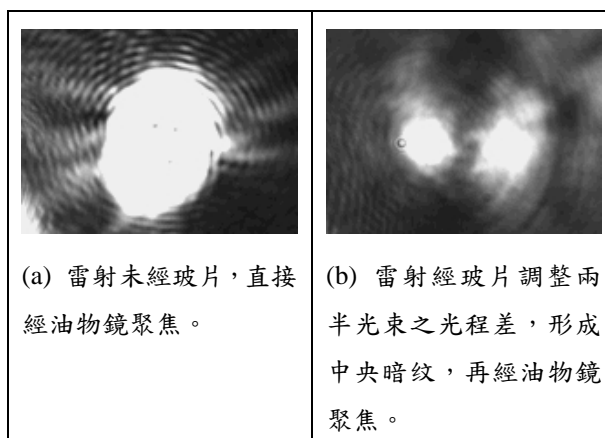 (a) 雷射未經玻片，直接
經油物鏡聚焦。
(b) 雷射經玻片調整兩
半光束之光程差，形成
中央暗纹，再經油物鏡
聚焦。